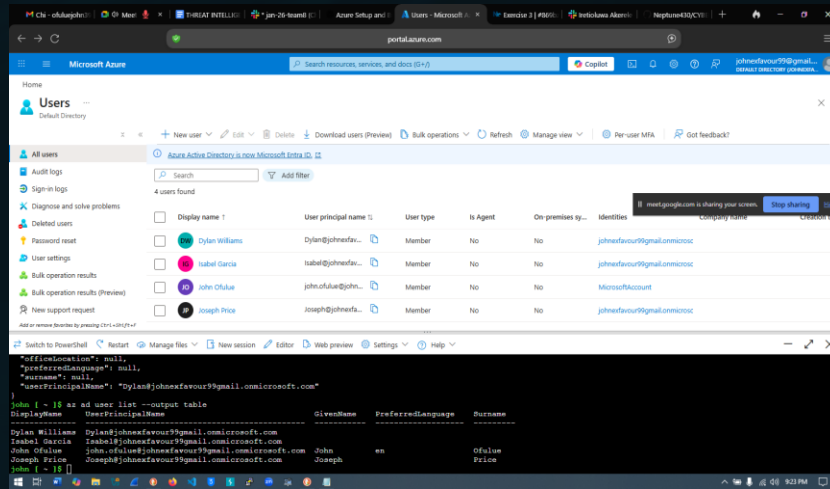 Chi - ofuluejohn
Meet
THREAT INTELLIG
jan-26-team8 (C
Azure Setup and
Users - Microsoft A
Exercise 3 | #86
Iretioluwa Akerele
Neptune430/CYB
portal.azure.com
Microsoft Azure
Search resources, services, and docs (G+/)
Copilot
johnexfavour99@gmail....
DEFAULT DIRECTORY (JOHNEXFA...
Home
Users ...
Default Directory
New user
Edit
Delete
Download users (Preview)
Bulk operations
Refresh
Manage view
Per-user MFA
Got feedback?
All users
Audit logs
Sign-in logs
Diagnose and solve problems
Deleted users
Password reset
User settings
Bulk operation results
Bulk operation results (Preview)
New support request
Add or remove favorites by pressing Ctrl+Shift+F
Azure Active Directory is now Microsoft Entra ID.
Search
Add filter
4 users found
meet.google.com is sharing your screen.
Stop sharing
Display name ↑ User principal name ↑↓ User type Is Agent On-premises sy... Identities Company name Creation
DW Dylan Williams Dylan@johnexfav... Member No No johnexfavour99gmail.onmicrosc
IG Isabel Garcia Isabel@johnexfav... Member No No johnexfavour99gmail.onmicrosc
JO John Ofulue john.ofulue@john... Member No No MicrosoftAccount
JP Joseph Price Joseph@johnexfa... Member No No johnexfavour99gmail.onmicrosc
Switch to PowerShell Restart Manage files New session Editor Web preview Settings Help
"officeLocation": null,
"preferredLanguage": null,
"surname": null,
"userPrincipalName": "Dylan@johnexfavour99gmail.onmicrosoft.com"
}
john [ ~ ]$ az ad user list --output table
DisplayName UserPrincipalName GivenName PreferredLanguage Surname
Dylan Williams Dylan@johnexfavour99gmail.onmicrosoft.com
Isabel Garcia Isabel@johnexfavour99gmail.onmicrosoft.com
John Ofulue john.ofulue@johnexfavour99gmail.onmicrosoft.com John en Ofulue
Joseph Price Joseph@johnexfavour99gmail.onmicrosoft.com Joseph Price
john [ ~ ]$
9:23 PM